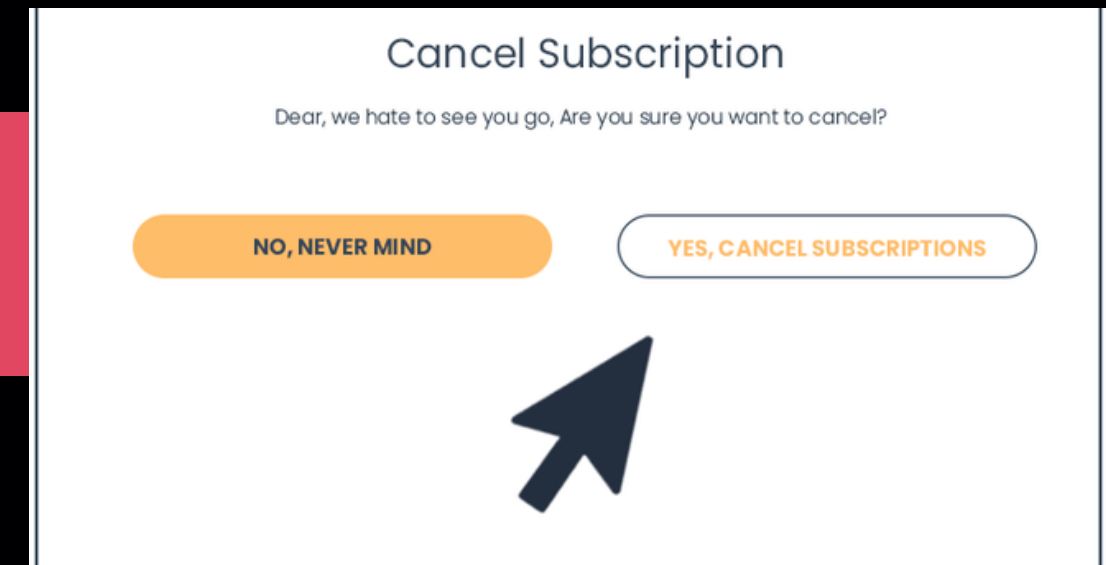 Cancel Subscription
Dear, we hate to see you go, Are you sure you want to cancel?
NO, NEVER MIND
YES, CANCEL SUBSCRIPTIONS